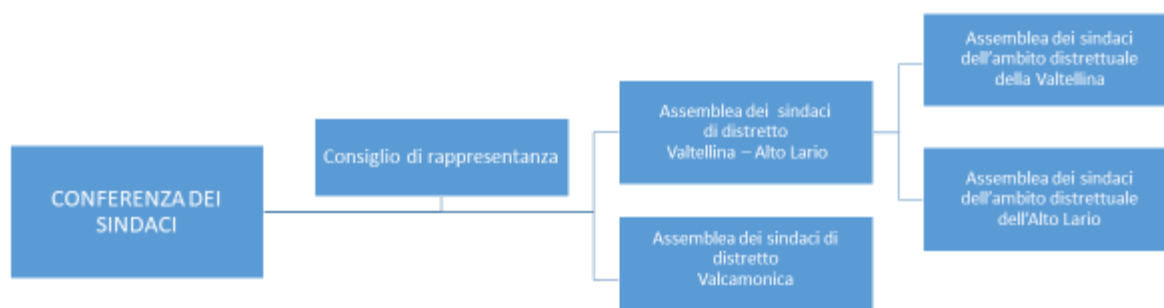 CONFERENZA DEI
SINDACI
Consiglio di rappresentanza
Assemblea dei sindaci
di distretto
Valtellina – Alto Lario
Assemblea dei sindaci di
distretto
Valcamonica
Assemblea dei sindaci
dell'ambito distrettuale
della Valtellina
Assemblea dei sindaci
dell'ambito distrettuale
dell'Alto Lario